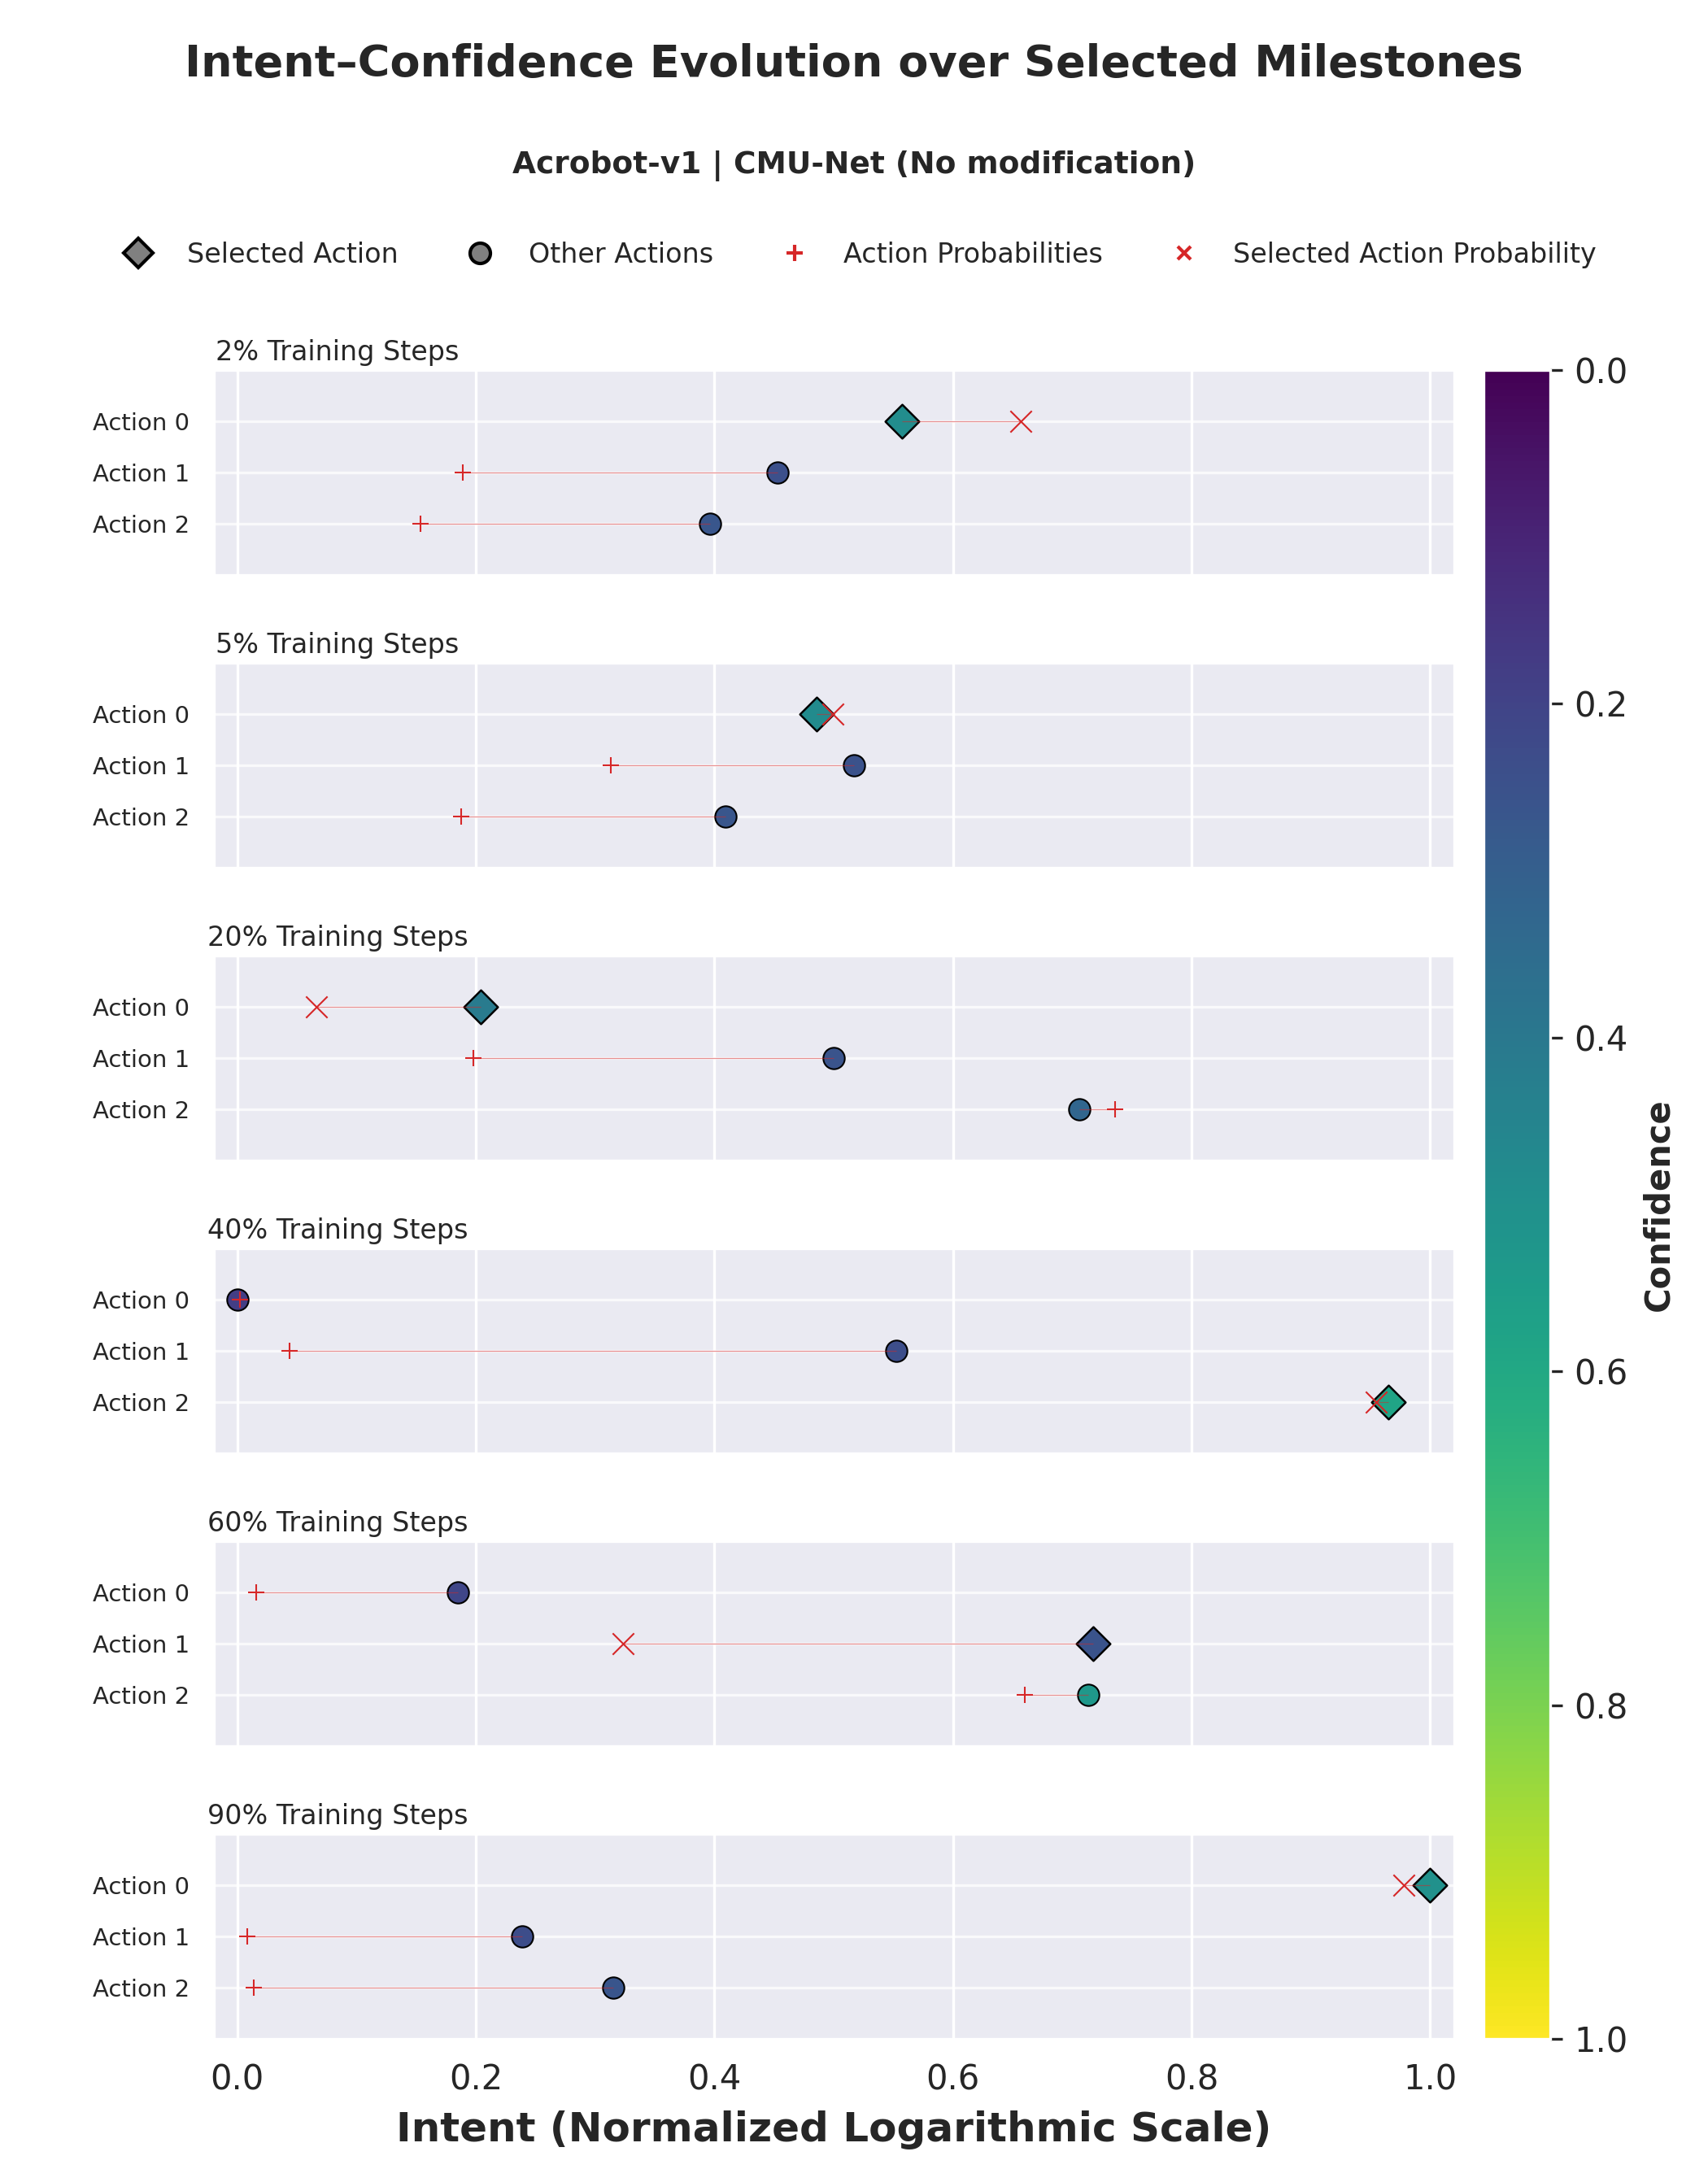 Intent–Confidence Evolution over Selected Milestones
Acrobot-v1 | CMU-Net (No modification)
Selected Action Other Actions Action Probabilities Selected Action Probability
2% Training Steps
Action 0
Action 1
Action 2
5% Training Steps
Action 0
Action 1
Action 2
20% Training Steps
Action 0
Action 1
Action 2
40% Training Steps
Action 0
Action 1
Action 2
60% Training Steps
Action 0
Action 1
Action 2
90% Training Steps
Action 0
Action 1
Action 2
0.0 0.2 0.4 0.6 0.8 1.0
Intent (Normalized Logarithmic Scale)
0.0
0.2
0.4
0.6
0.8
1.0
Confidence